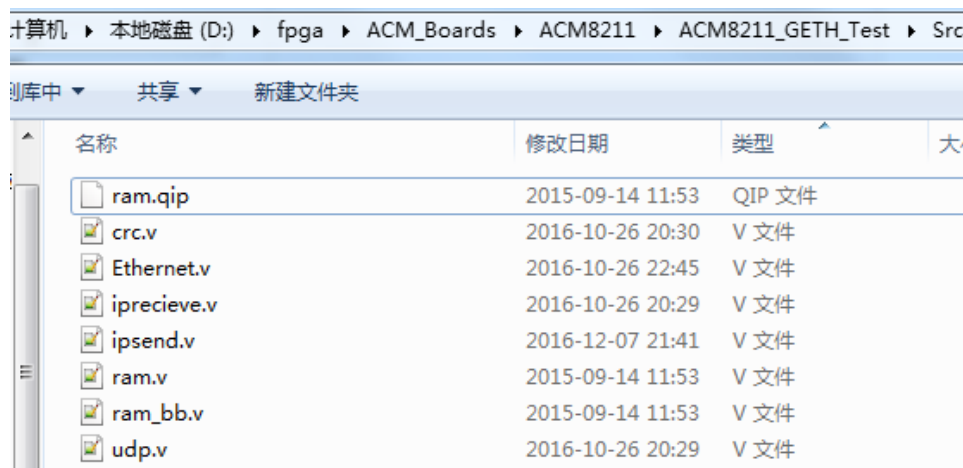 计算机 ▸ 本地磁盘 (D:) ▸ fpga ▸ ACM_Boards ▸ ACM8211 ▸ ACM8211_GETH_Test ▸ Src
到库中 ▼ 共享 ▼ 新建文件夹
名称 修改日期 类型 大
ram.qip 2015-09-14 11:53 QIP 文件
crc.v 2016-10-26 20:30 V 文件
Ethernet.v 2016-10-26 22:45 V 文件
iprecieve.v 2016-10-26 20:29 V 文件
ipsend.v 2016-12-07 21:41 V 文件
ram.v 2015-09-14 11:53 V 文件
ram_bb.v 2015-09-14 11:53 V 文件
udp.v 2016-10-26 20:29 V 文件